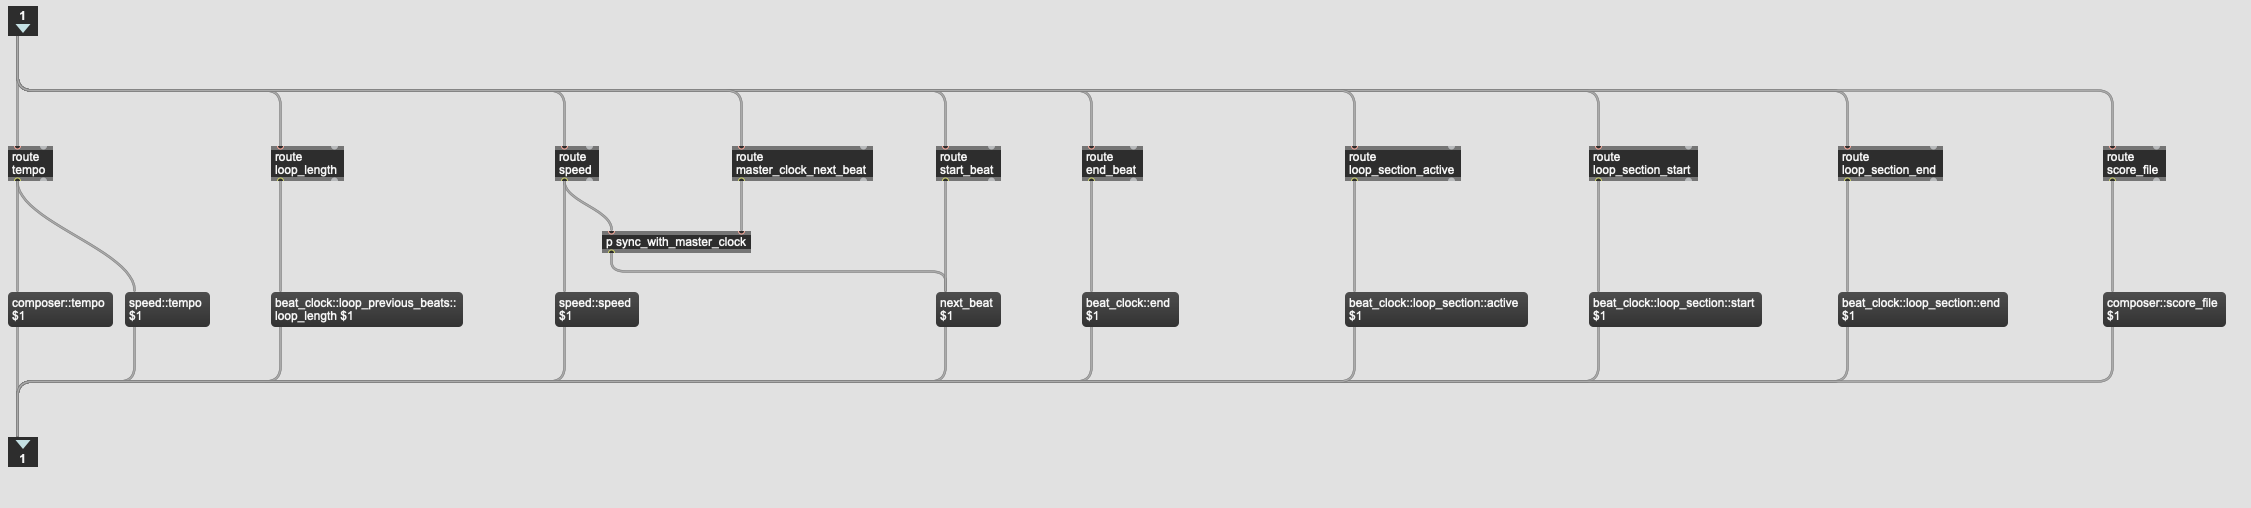 1
route
tempo
route
loop_length
route
speed
route
master_clock_next_beat
route
start_beat
route
end_beat
route
loop_section_active
route
loop_section_start
route
loop_section_end
route
score_file
p sync_with_master_clock
composer::tempo
$1
speed::tempo
$1
beat_clock::loop_previous_beats::
loop_length $1
speed::speed
$1
next_beat
$1
beat_clock::end
$1
beat_clock::loop_section::active
$1
beat_clock::loop_section::start
$1
beat_clock::loop_section::end
$1
composer::score_file
$1
1